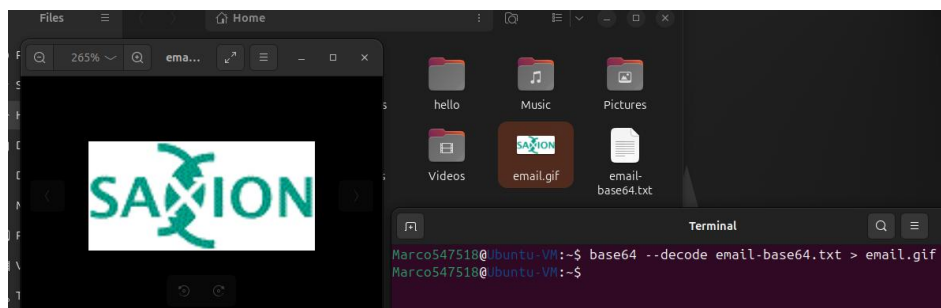 Files
Home
265%
ema...
SAXION
hello
Music
Pictures
Videos
SAXION
email.gif
email-
base64.txt
Terminal
Marco547518@Ubuntu-VM:~$ base64 --decode email-base64.txt > email.gif
Marco547518@Ubuntu-VM:~$